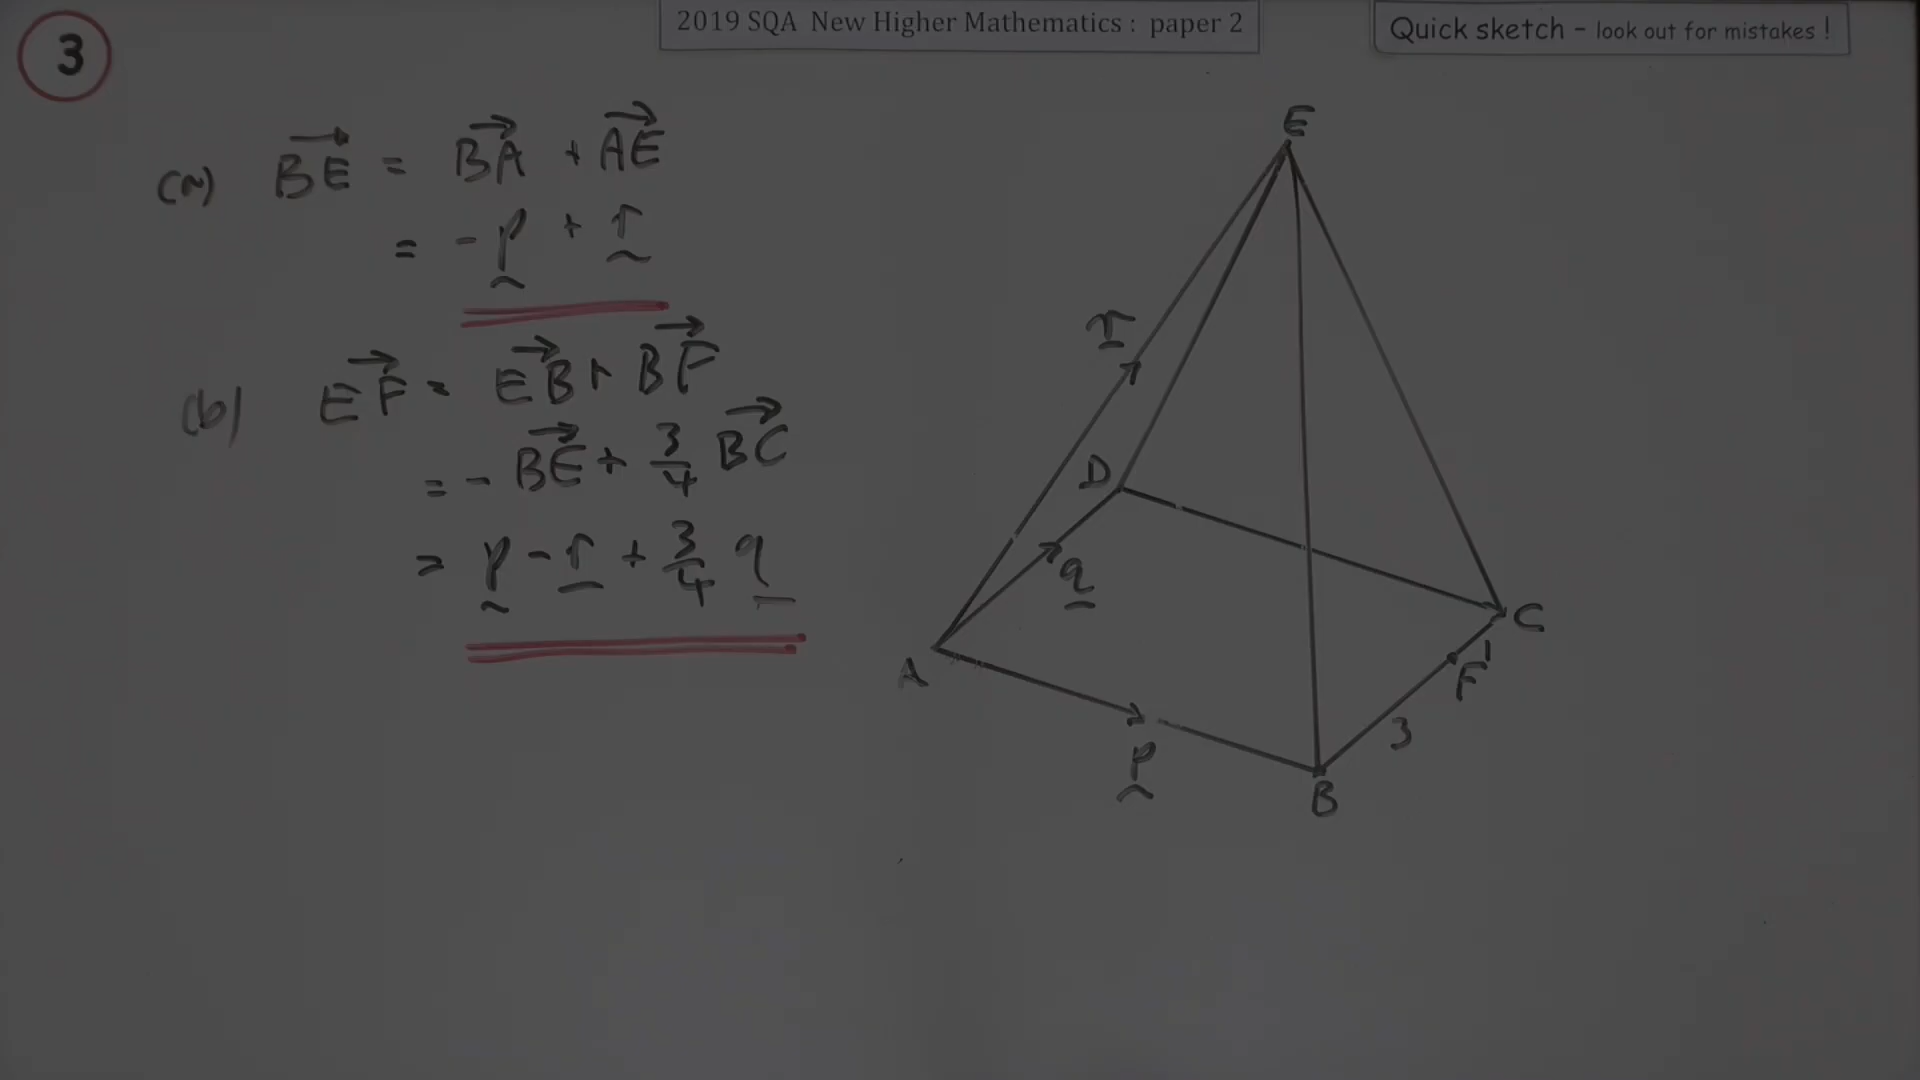 3
2019 SQA New Higher Mathematics : paper 2
Quick sketch – look out for mistakes !
(a) BE = BA + AE
= - p + r
(b) EF = EB + BF
= - BE + 3/4 BC
= p - r + 3/4 q
E
r
D
q
A
p
B
3
F
1
C